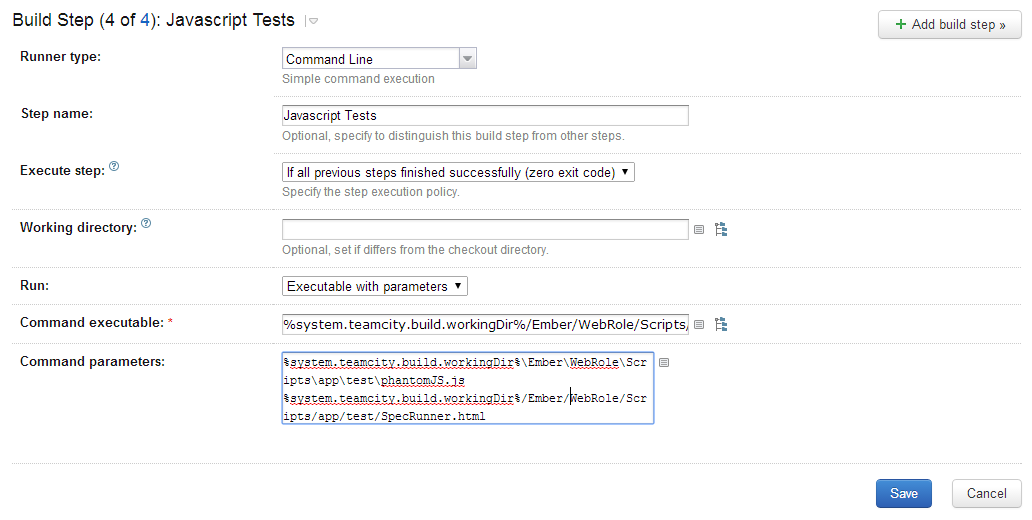 Build Step (4 of 4): Javascript Tests
+ Add build step »
Runner type:
Command Line
Simple command execution
Step name:
Javascript Tests
Optional, specify to distinguish this build step from other steps.
Execute step:
If all previous steps finished successfully (zero exit code)
Specify the step execution policy.
Working directory:
Optional, set if differs from the checkout directory.
Run:
Executable with parameters
Command executable: *
%system.teamcity.build.workingDir%/Ember/WebRole/Scripts/
Command parameters:
%system.teamcity.build.workingDir%\Ember\WebRole\Scr
ipts\app\test\phantomJS.js
%system.teamcity.build.workingDir%/Ember/WebRole/Scr
ipts/app/test/SpecRunner.html
Save
Cancel